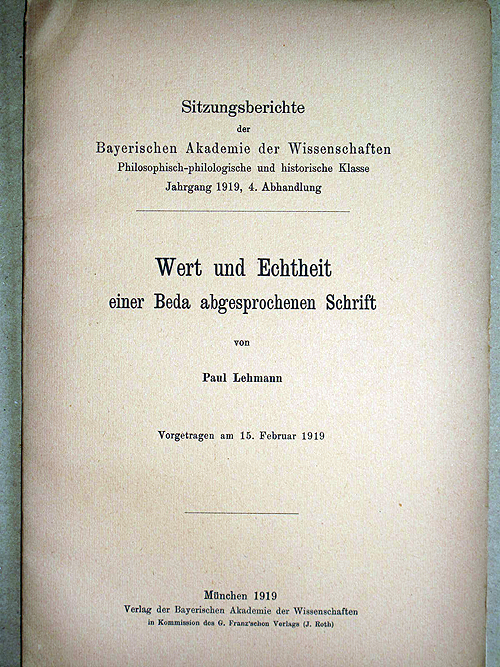 Sitzungsberichte
der
Bayerischen Akademie der Wissenschaften
Philosophisch-philologische und historische Klasse
Jahrgang 1919, 4. Abhandlung
Wert und Echtheit
einer Beda abgesprochenen Schrift
von
Paul Lehmann
Vorgetragen am 15. Februar 1919
München 1919
Verlag der Bayerischen Akademie der Wissenschaften
in Kommission des G. Franz'schen Verlags (J. Roth)